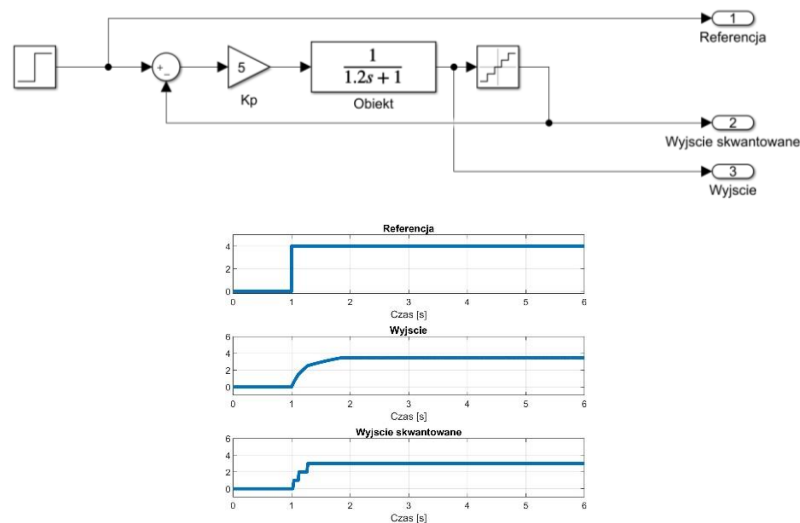 1
Referencja
+
−
5
Kp
1
1.2s + 1
Obiekt
2
Wyjscie skwantowane
3
Wyjscie
Referencja
4
2
0
0 1 2 3 4 5 6
Czas [s]
Wyjscie
6
4
2
0
0 1 2 3 4 5 6
Czas [s]
Wyjscie skwantowane
6
4
2
0
0 1 2 3 4 5 6
Czas [s]